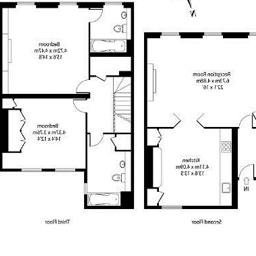 Bedroom
4.72m x 4.47m
15'6 x 14'8
Bedroom
4.37m x 3.76m
14'4 x 12'4
Third Floor
Reception Room
6.73m x 4.88m
22'1 x 16'
Kitchen
4.11m x 4.09m
13'6 x 13'5
IN
Second Floor
N